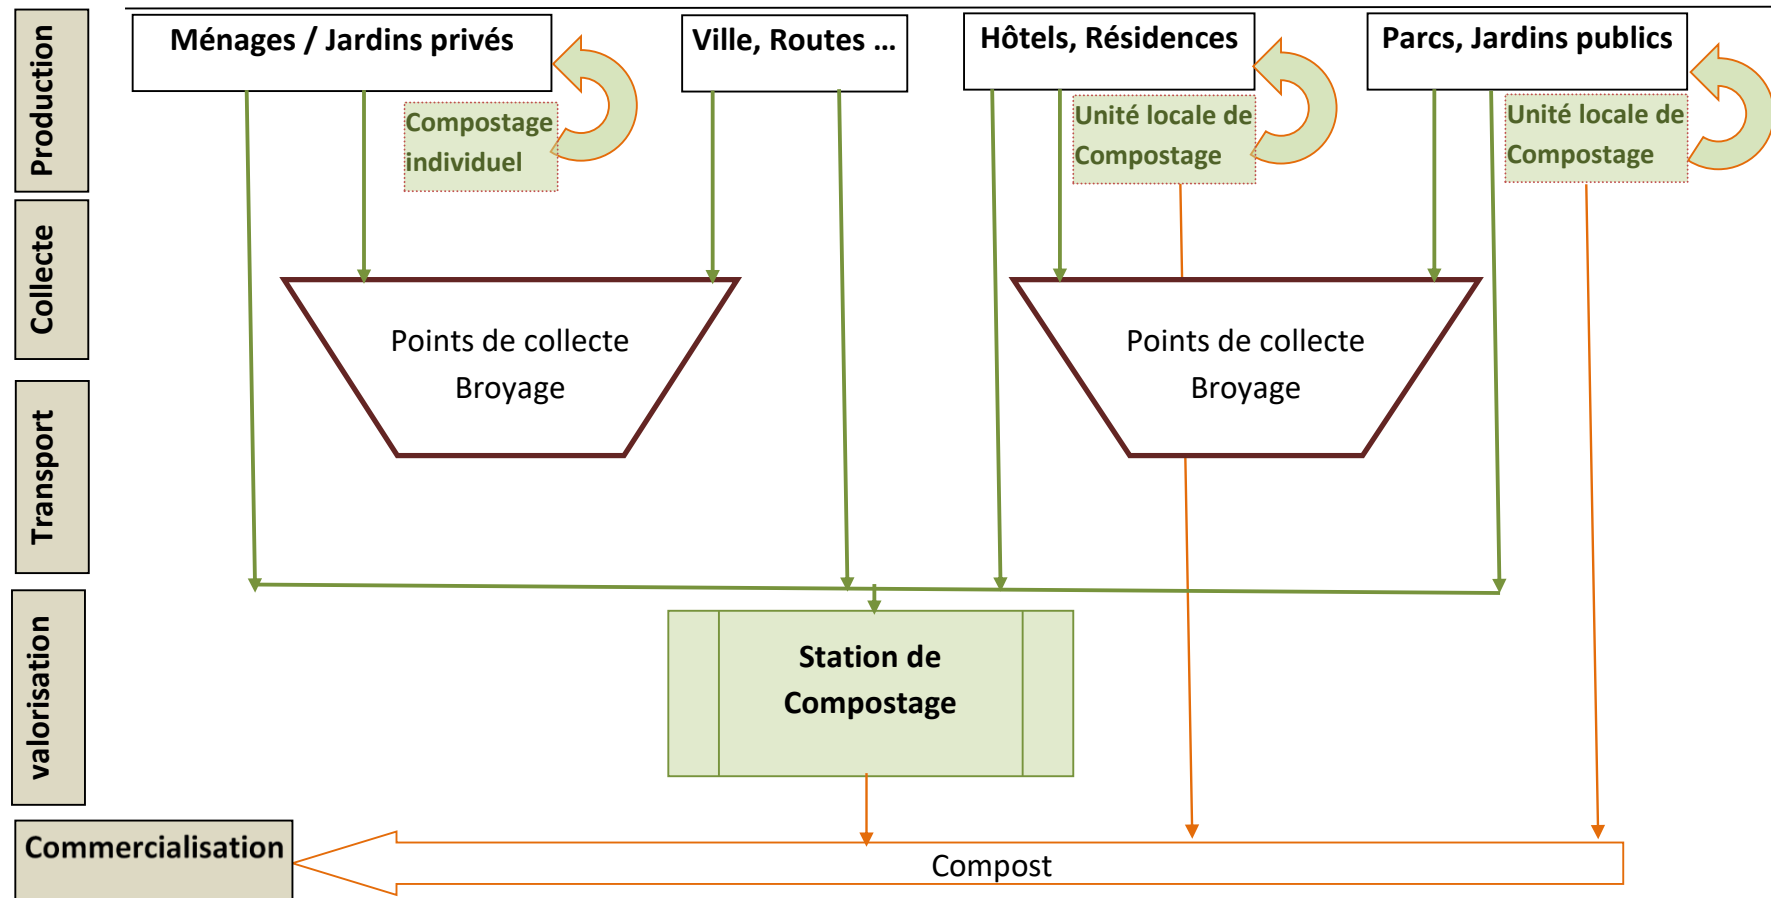 Production
Ménages / Jardins privés
Ville, Routes ...
Hôtels, Résidences
Parcs, Jardins publics
Compostage
individuel
Unité locale de
Compostage
Unité locale de
Compostage
Collecte
Points de collecte
Broyage
Points de collecte
Broyage
Transport
valorisation
Station de
Compostage
Commercialisation
Compost